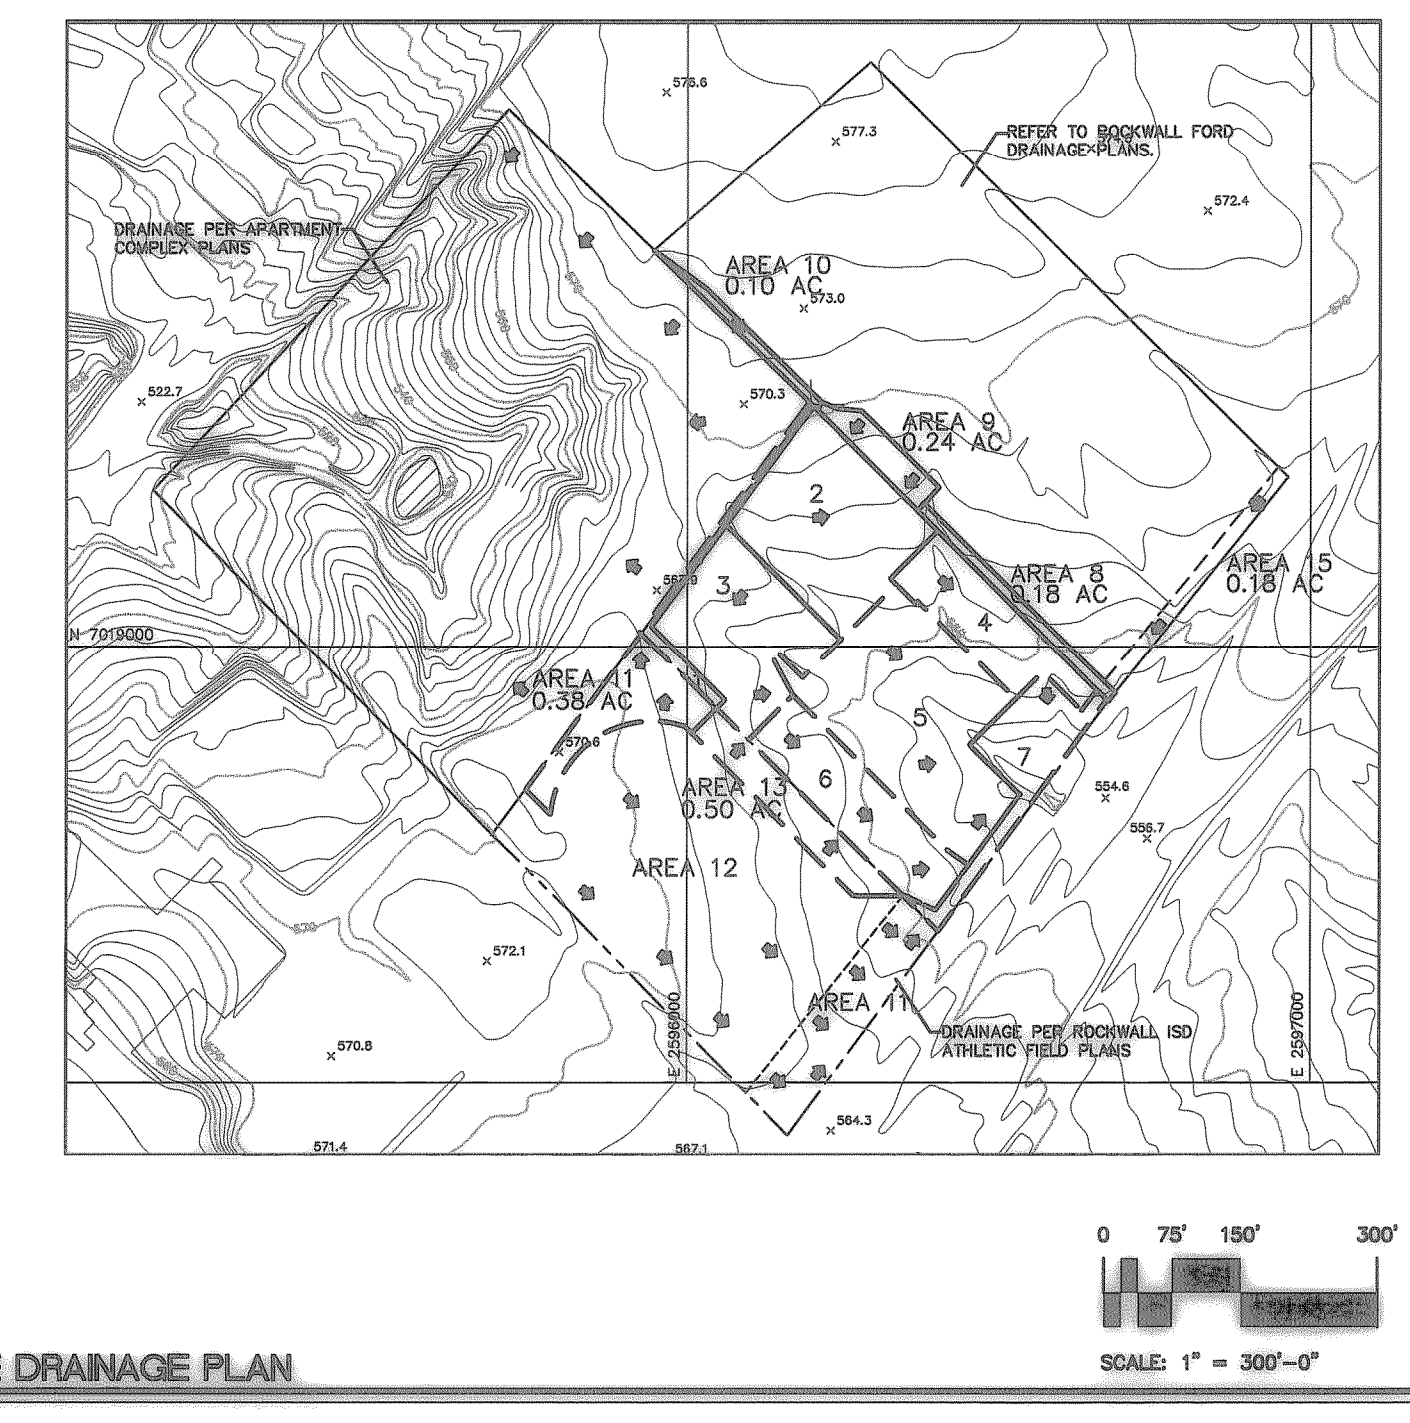 576.6
577.3
REFER TO ROCKWALL FORD
DRAINAGE PLANS.
572.4
DRAINAGE PER APARTMENT
COMPLEX PLANS
AREA 10
0.10 AC
573.0
522.7
570.3
AREA 9
0.24 AC
2
3
567.9
AREA 8
0.18 AC
AREA 15
0.18 AC
4
N 7019000
AREA 11
0.38 AC
570.6
5
7
6
AREA 13
0.50 AC
554.6
556.7
AREA 12
572.1
AREA 11
DRAINAGE PER ROCKWALL ISD
ATHLETIC FIELD PLANS
E 2596000
E 2597000
570.8
564.3
571.4
567.1
0 75' 150' 300'
SCALE: 1" = 300'-0"
DRAINAGE PLAN